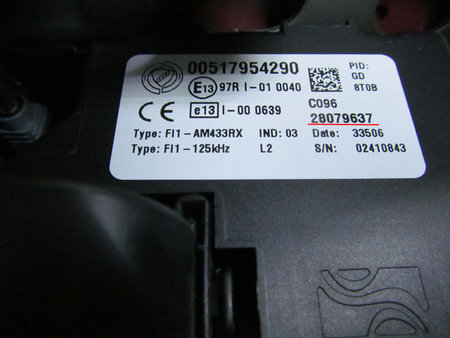 00517954290
PID:
GD
8T0B
E13 97R I-01 0040
C096
CE e13 I-00 0639
28079637
Type: FI1-AM433RX IND: 03 Date: 33506
Type: FI1-125kHz L2 S/N: 02410843